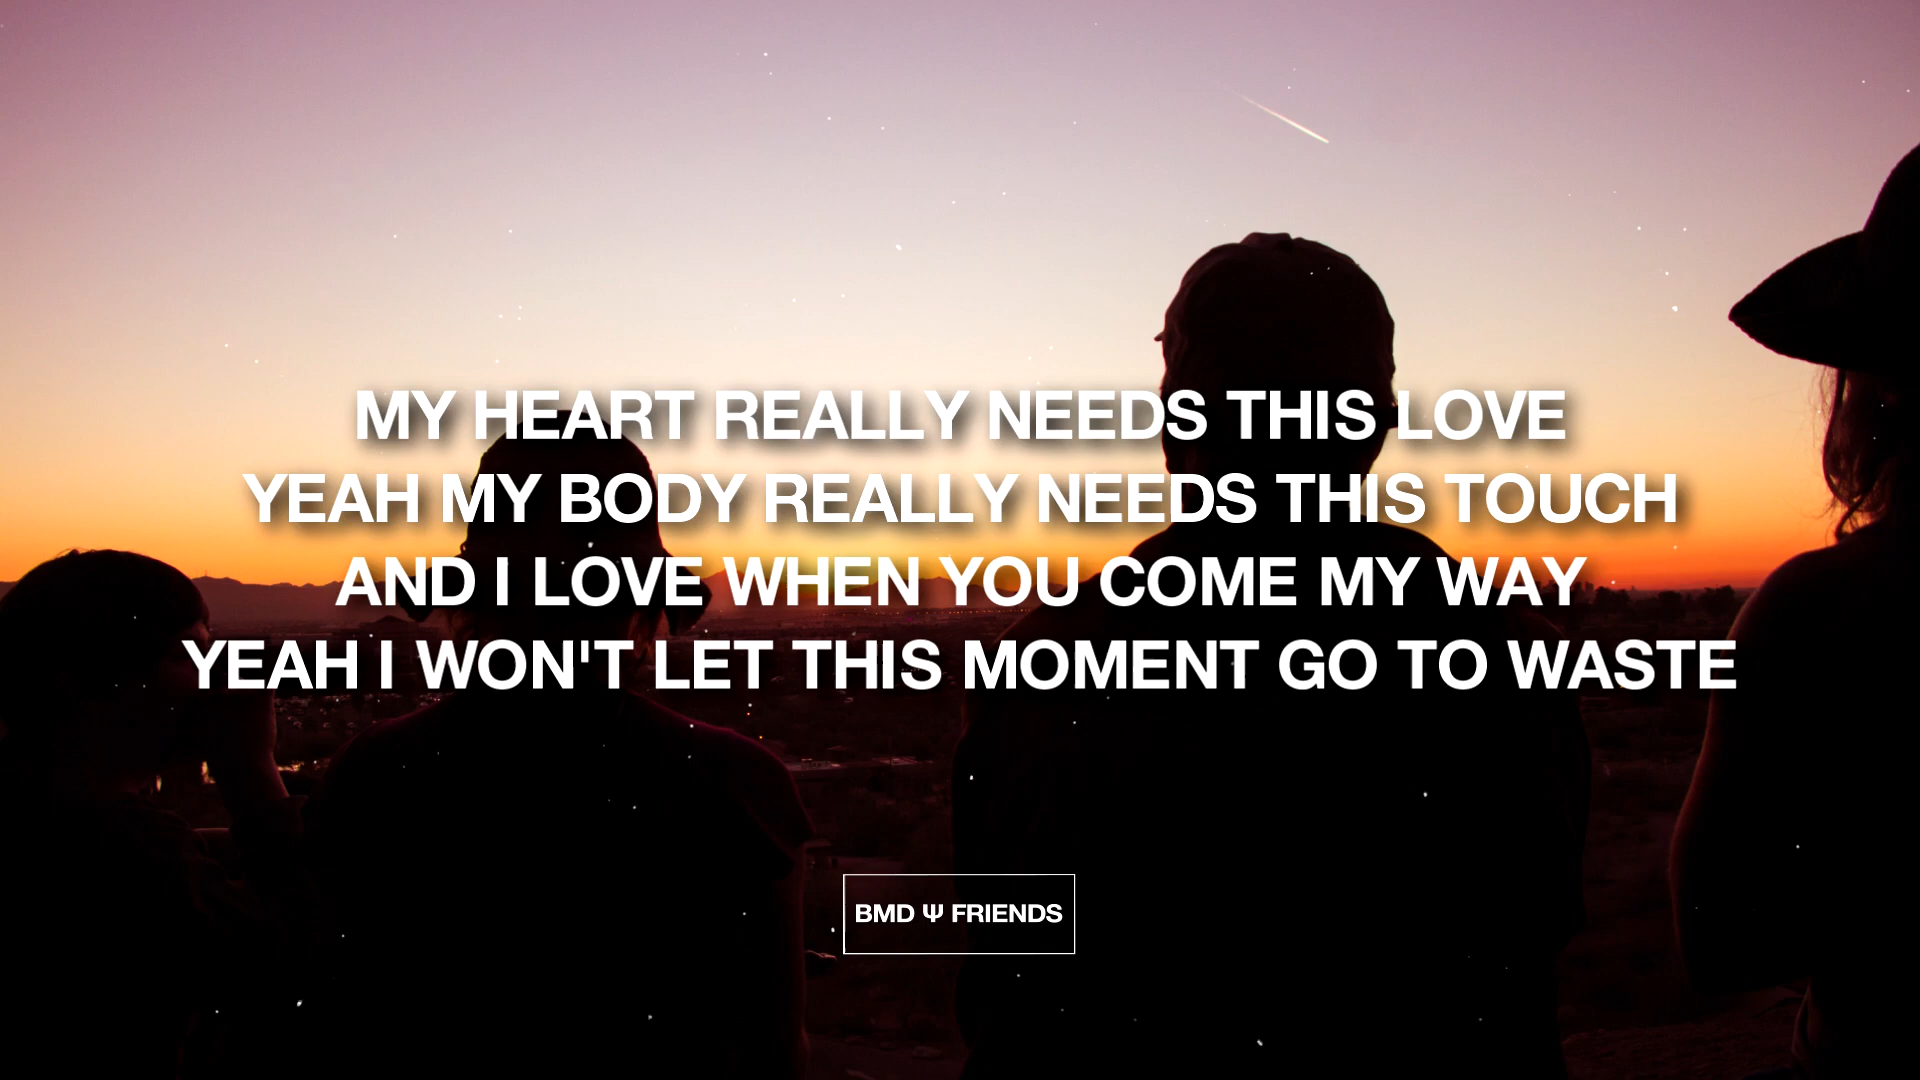 MY HEART REALLY NEEDS THIS LOVE
YEAH MY BODY REALLY NEEDS THIS TOUCH
AND I LOVE WHEN YOU COME MY WAY
YEAH I WON'T LET THIS MOMENT GO TO WASTE
BMD Ψ FRIENDS